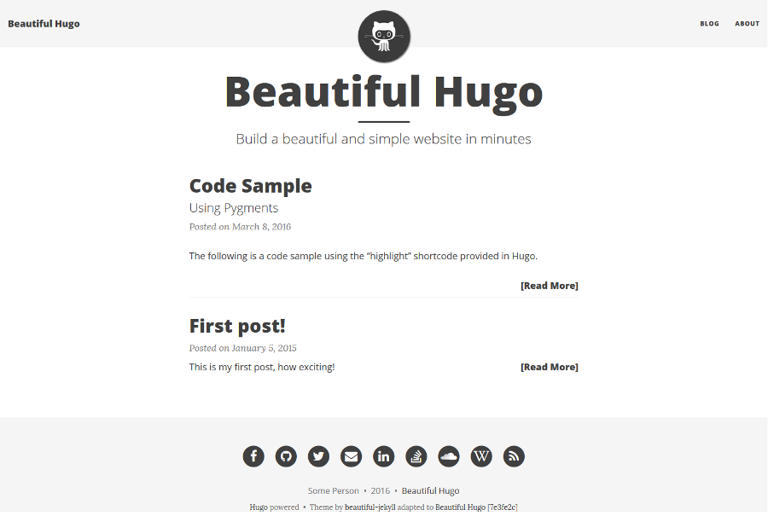 Beautiful Hugo
BLOG ABOUT
Beautiful Hugo
Build a beautiful and simple website in minutes
Code Sample
Using Pygments
Posted on March 8, 2016
The following is a code sample using the “highlight” shortcode provided in Hugo.
[Read More]
First post!
Posted on January 5, 2015
This is my first post, how exciting!
[Read More]
Some Person • 2016 • Beautiful Hugo
Hugo powered • Theme by beautiful-jekyll adapted to Beautiful Hugo [7e3fe2c]